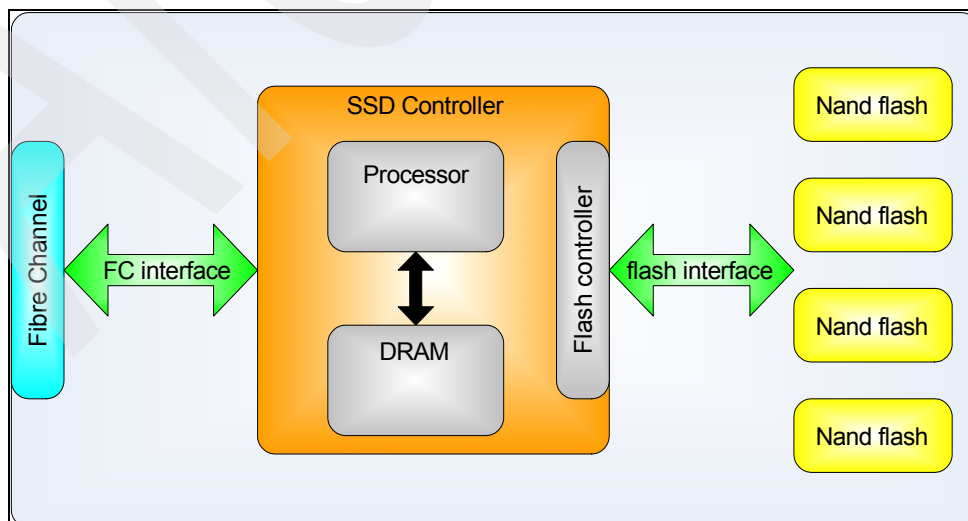 SSD Controller
Processor
DRAM
Fibre Channel
FC interface
Flash controller
flash interface
Nand flash
Nand flash
Nand flash
Nand flash